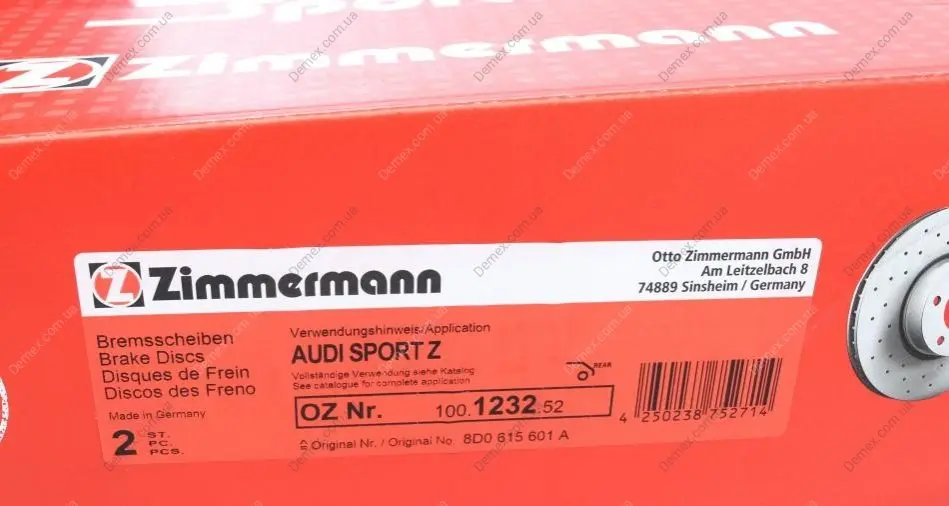 Sport
Z Zimmermann
Z Zimmermann
Otto Zimmermann GmbH
Am Leitzelbach 8
74889 Sinsheim / Germany
Bremsscheiben
Brake Discs
Disques de Frein
Discos des Freno
Made in Germany
2 ST.
PC.
PCS.
Verwendungshinweis/Application
AUDI SPORT Z
Vollständige Verwendung siehe Katalog
See catalogue for complete application
REAR
OZ Nr. 100.1232.52
≙ Original Nr. / Original No. 8D0 615 601 A
4 250238 752714
Demex.com.ua